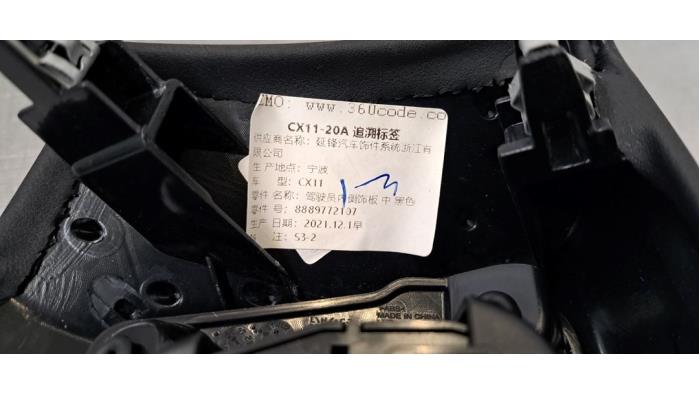 www.360code.co
CX11-20A 追溯标签
供应商名称：延锋汽车饰件系统浙江有
限公司
生产地点：宁波
车 型：CX11
零件名称：驾驶员内侧饰板 中 黑色
零件号：8889772107
生产日期：2021.12.1早
注：S3-2
MADE IN CHINA